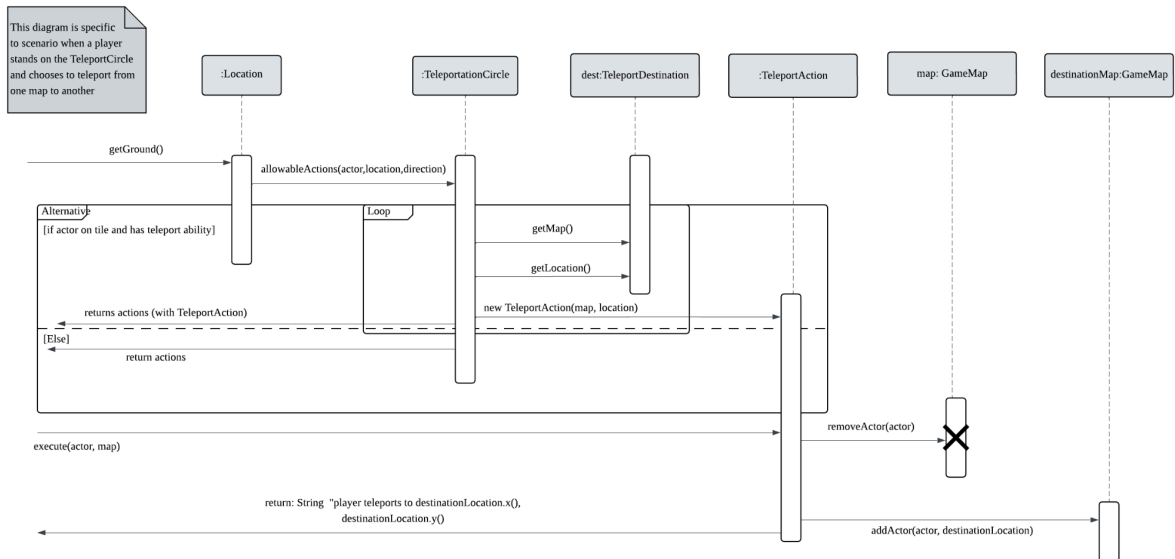 This diagram is specific
to scenario when a player
stands on the TeleportCircle
and chooses to teleport from
one map to another
:Location
:TeleportationCircle
dest:TeleportDestination
:TeleportAction
map: GameMap
destinationMap:GameMap
getGround()
allowableActions(actor,location,direction)
Alternative
Loop
[if actor on tile and has teleport ability]
getMap()
getLocation()
new TeleportAction(map, location)
returns actions (with TeleportAction)
[Else]
return actions
execute(actor, map)
removeActor(actor)
return: String  "player teleports to destinationLocation.x(),
destinationLocation.y()
addActor(actor, destinationLocation)